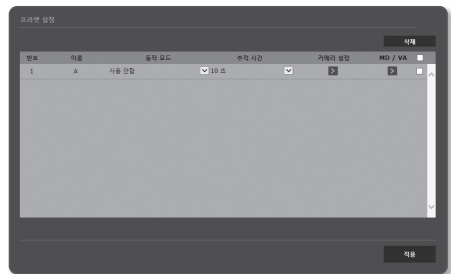 프리셋 설정
삭제
번호 이름 동작 모드 추적 시간 카메라 설정 MD / VA
1 A 사용 안함 10 초
적용